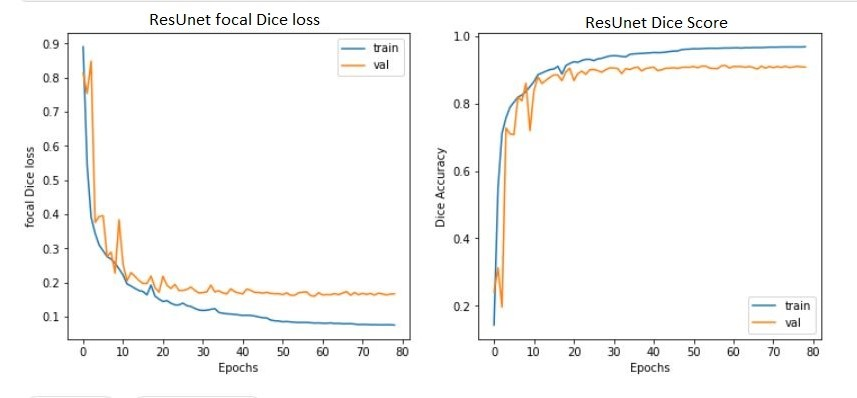 ResUnet focal Dice loss
focal Dice loss
0.9
0.8
0.7
0.6
0.5
0.4
0.3
0.2
0.1
train
val
0 10 20 30 40 50 60 70 80
Epochs
ResUnet Dice Score
Dice Accuracy
1.0
0.8
0.6
0.4
0.2
train
val
0 10 20 30 40 50 60 70 80
Epochs